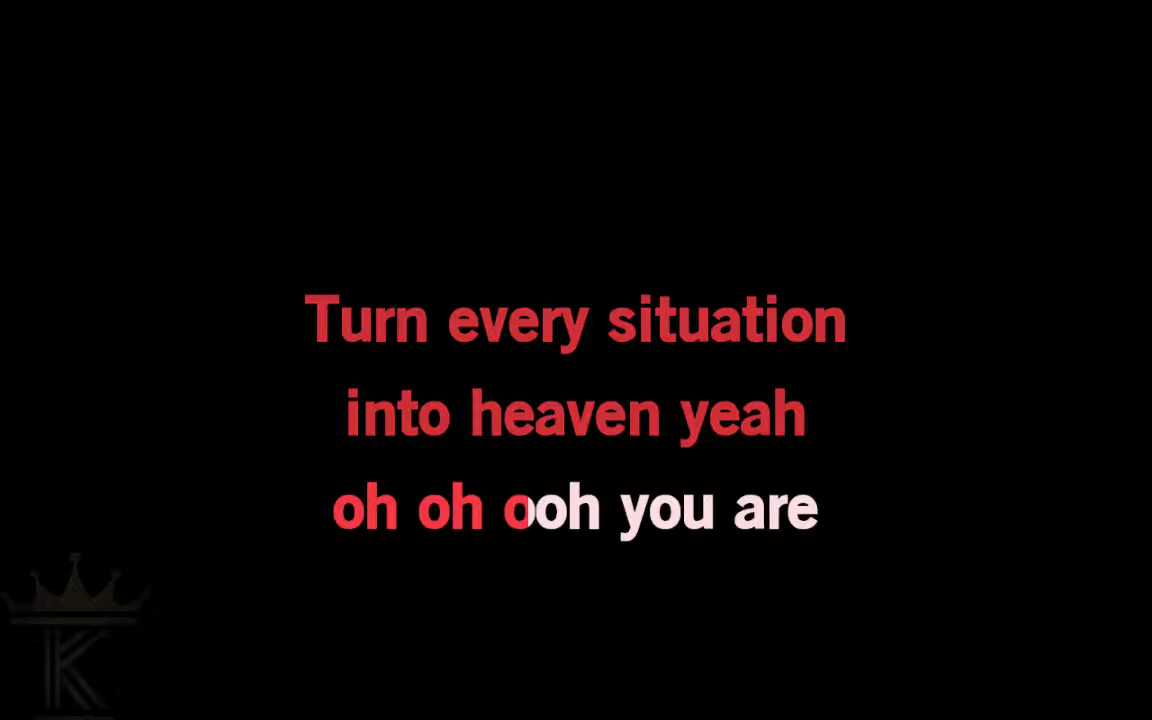 Turn every situation
into heaven yeah
oh oh ooh you are
K